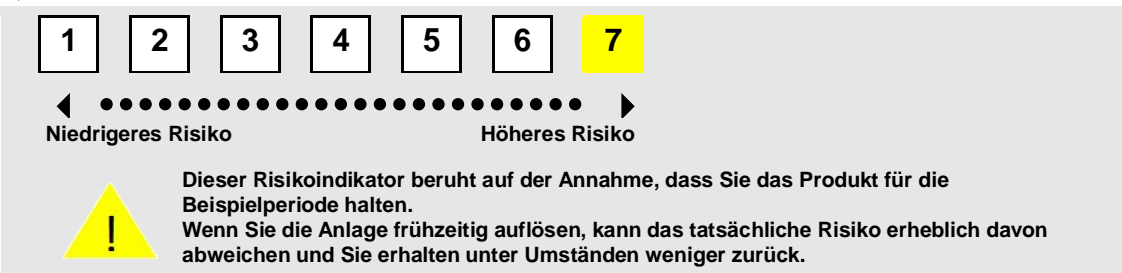 1 2 3 4 5 6 7
Niedrigeres Risiko Höheres Risiko
Dieser Risikoindikator beruht auf der Annahme, dass Sie das Produkt für die
Beispielperiode halten.
! Wenn Sie die Anlage frühzeitig auflösen, kann das tatsächliche Risiko erheblich davon
abweichen und Sie erhalten unter Umständen weniger zurück.